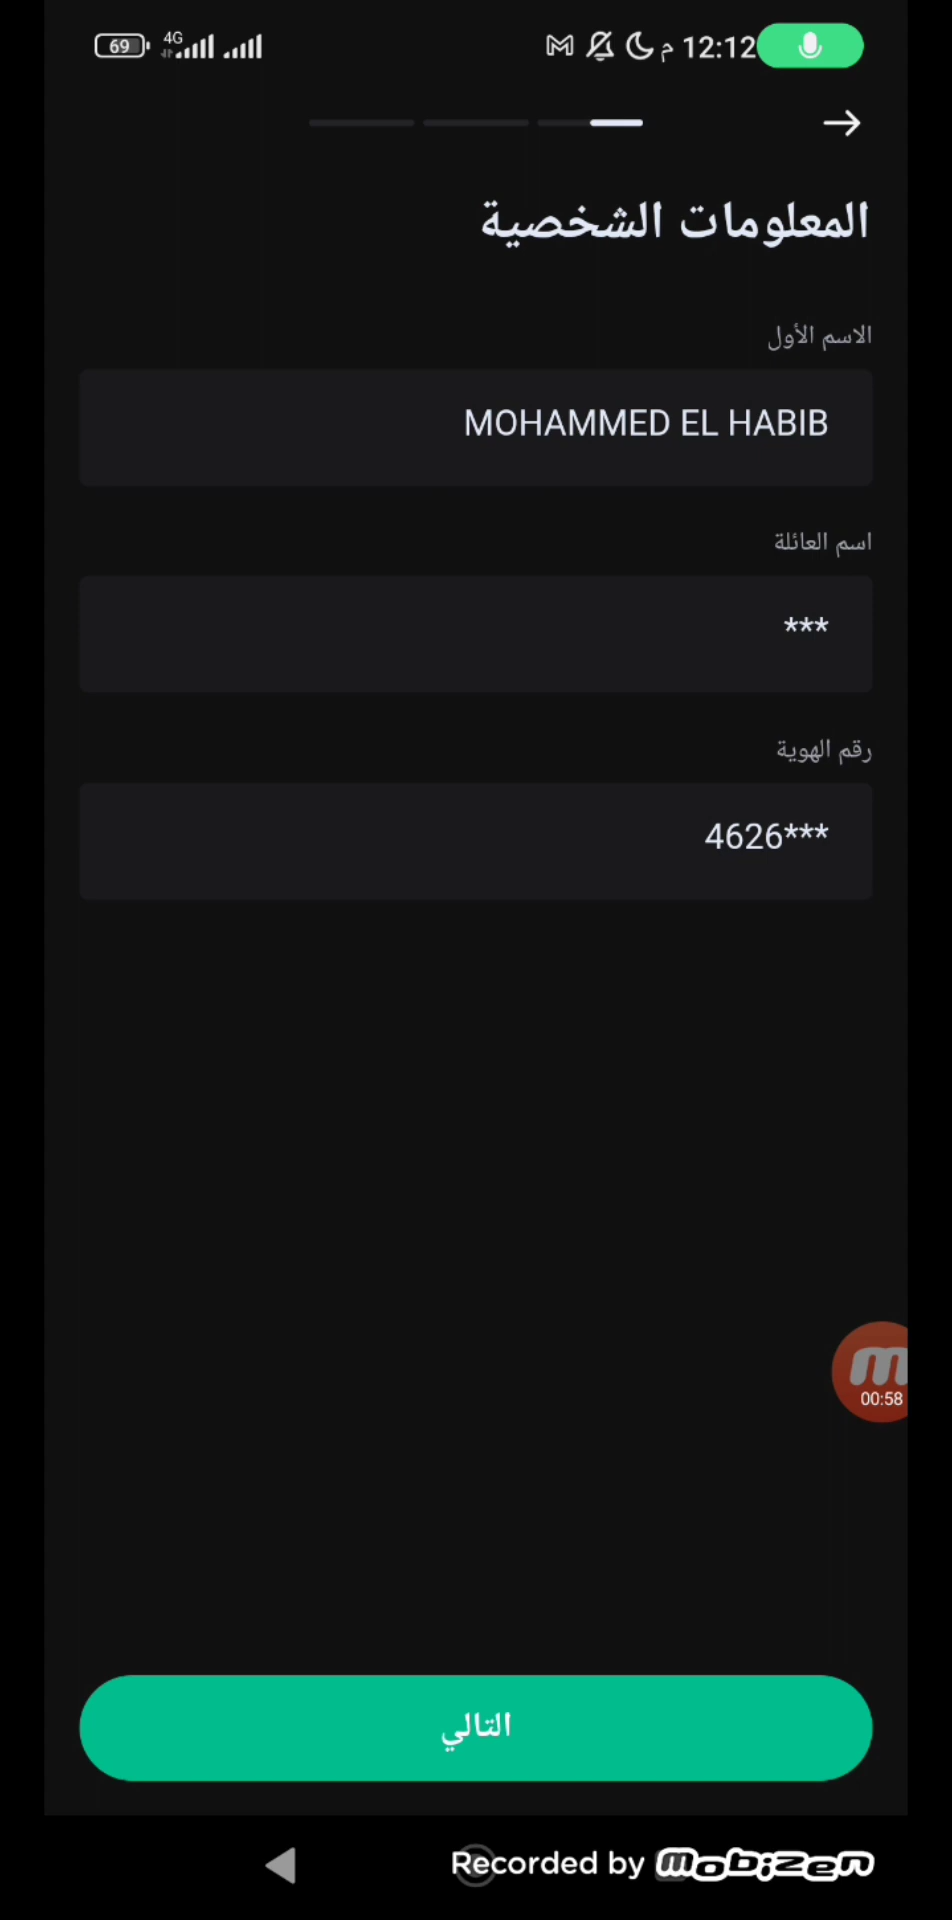 69 4G م 12:12
المعلومات الشخصية
الاسم الأول
MOHAMMED EL HABIB
اسم العائلة
***
رقم الهوية
4626***
m
00:58
التالي
Recorded by mobizen